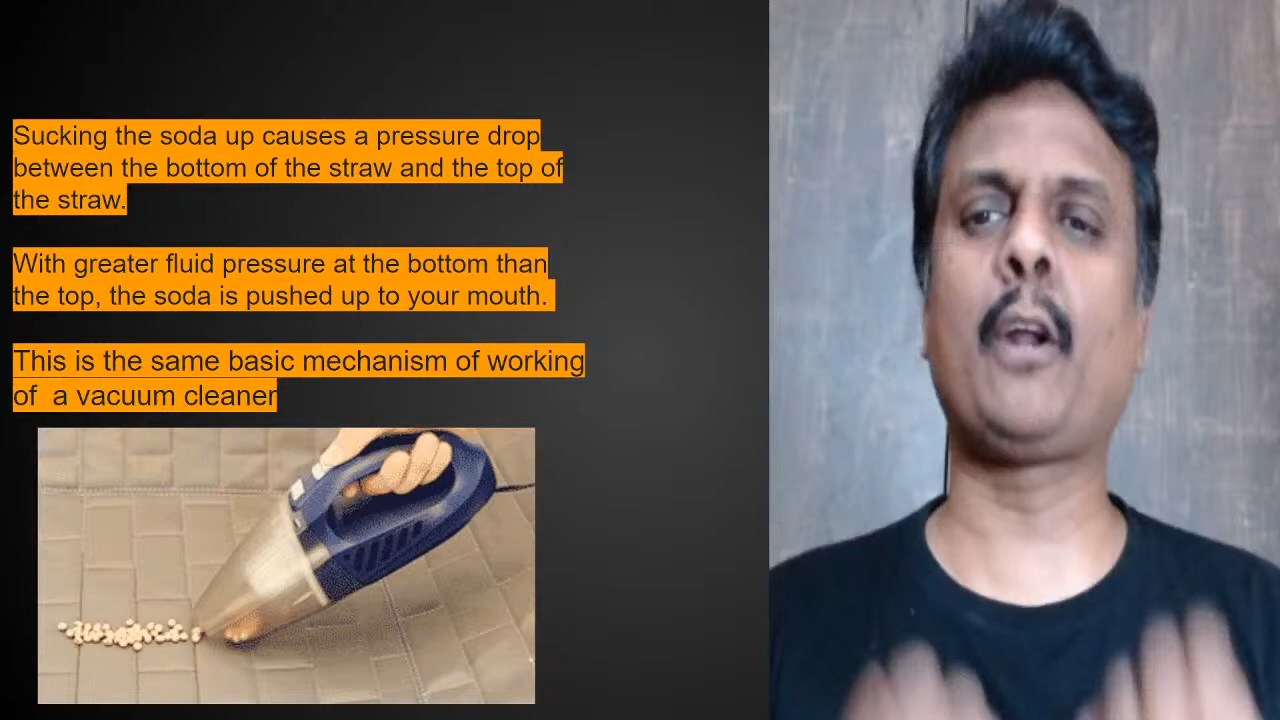 Sucking the soda up causes a pressure drop
between the bottom of the straw and the top of
the straw.
With greater fluid pressure at the bottom than
the top, the soda is pushed up to your mouth.
This is the same basic mechanism of working
of  a vacuum cleaner